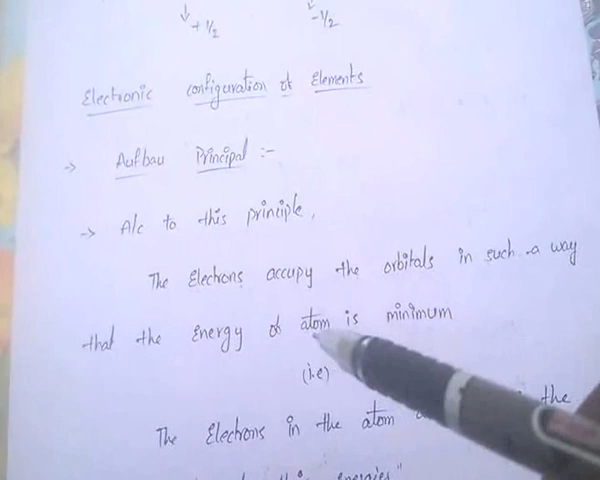 ↓ +1/2 ↓ -1/2
Electronic configuration of Elements
→ Aufbau Principal :-
→ A/c to this principle,
The Electrons occupy the orbitals in such a way
that the Energy of atom is minimum
(i.e)
The Electrons in the atom the
energies"